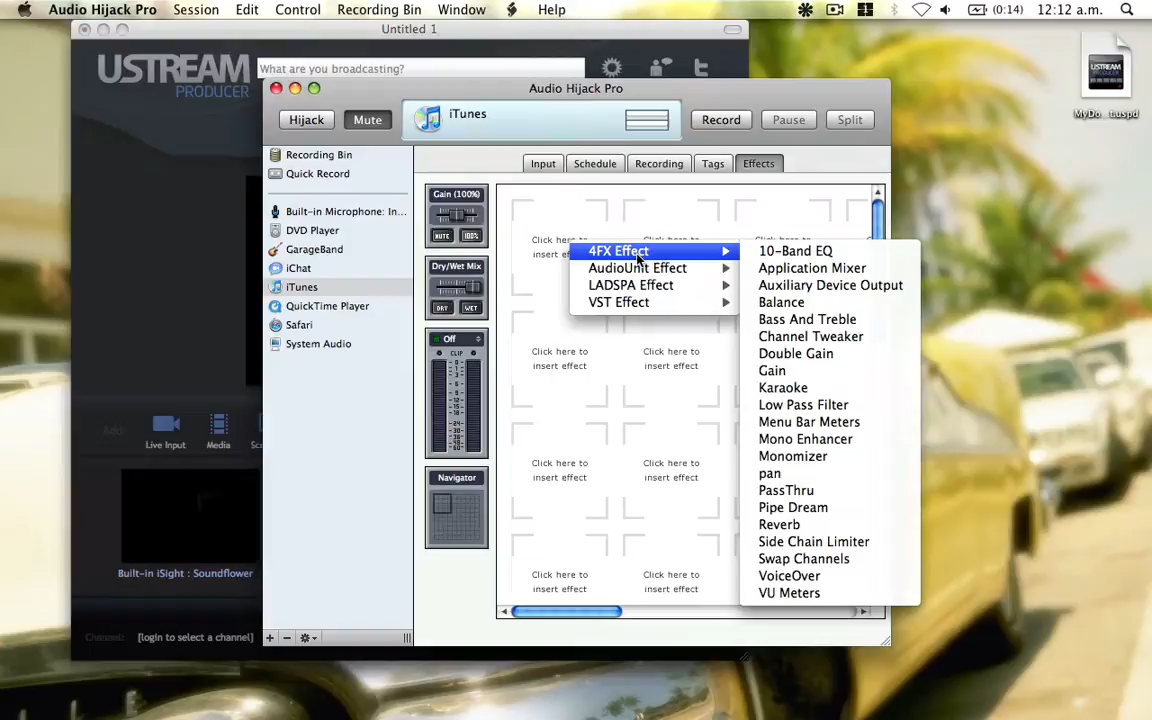 Audio Hijack Pro Session Edit Control Recording Bin Window Help (0:14) 12:12 a.m.
Untitled 1
USTREAM
PRODUCER
What are you broadcasting?
USTREAM
PRODUCER
Audio Hijack Pro
Hijack Mute iTunes Record Pause Split
Recording Bin
Quick Record
Built-in Microphone: In...
DVD Player
GarageBand
iChat
iTunes
QuickTime Player
Safari
System Audio
Input Schedule Recording Tags Effects
Gain (100%)
MUTE 100%
Dry/Wet Mix
DRY WET
Off
CLIP
Navigator
Click here to
insert effect
Click here to
insert effect
Click here to
insert effect
Click here to
insert effect
Click here to
insert effect
Click here to
insert effect
4FX Effect
AudioUnit Effect
LADSPA Effect
VST Effect
10-Band EQ
Application Mixer
Auxiliary Device Output
Balance
Bass And Treble
Channel Tweaker
Double Gain
Gain
Karaoke
Low Pass Filter
Menu Bar Meters
Mono Enhancer
Monomizer
pan
PassThru
Pipe Dream
Reverb
Side Chain Limiter
Swap Channels
VoiceOver
VU Meters
Add:
Live Input Media
Built-in iSight : Soundflower
Channel: [login to select a channel]